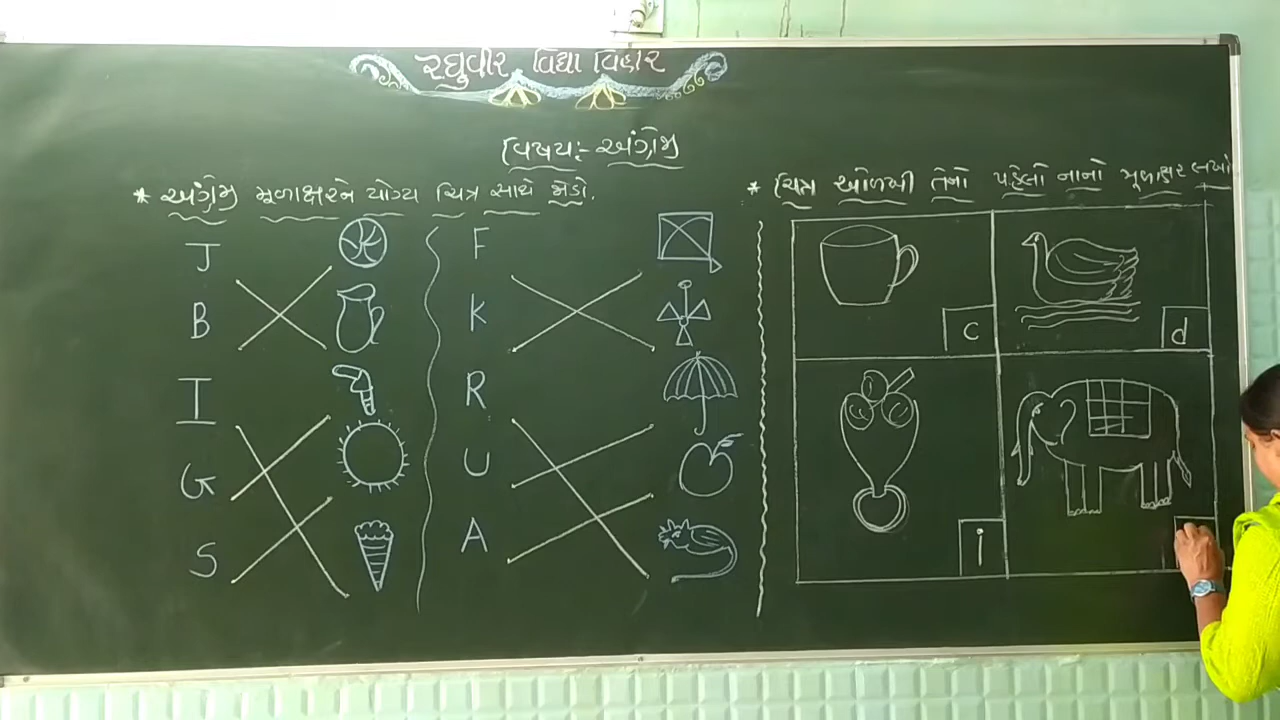 રઘુવીર વિદ્યા વિહાર
વિષય:- અંગ્રેજી
* અંગ્રેજી મૂળાક્ષરને યોગ્ય ચિત્ર સાથે જોડો.
J
B
I
G
S
F
K
R
U
A
* ચિત્ર ઓળખી તેનો પહેલો નાનો મૂળાક્ષર લખો
c
d
i